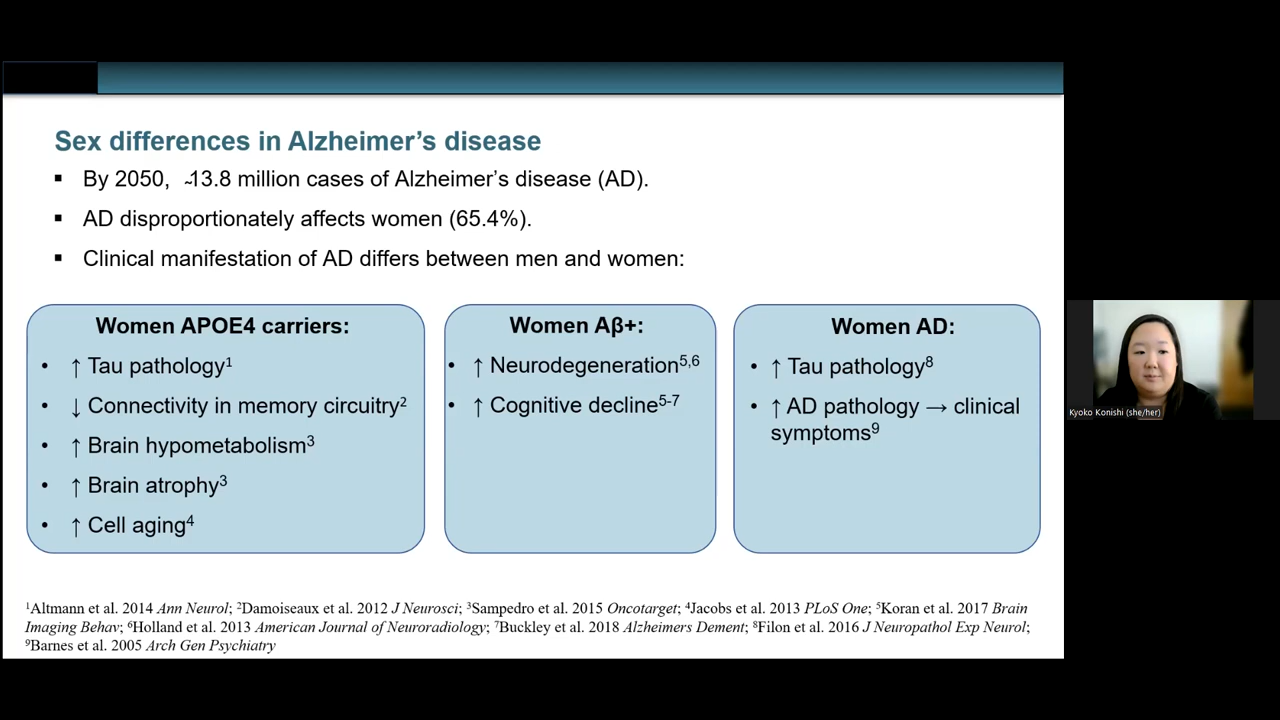 Sex differences in Alzheimer’s disease
▪ By 2050, ~13.8 million cases of Alzheimer’s disease (AD).
▪ AD disproportionately affects women (65.4%).
▪ Clinical manifestation of AD differs between men and women:
Women APOE4 carriers:
• ↑ Tau pathology¹
• ↓ Connectivity in memory circuitry²
• ↑ Brain hypometabolism³
• ↑ Brain atrophy³
• ↑ Cell aging⁴
Women Aβ+:
• ↑ Neurodegeneration⁵,⁶
• ↑ Cognitive decline⁵-⁷
Women AD:
• ↑ Tau pathology⁸
• ↑ AD pathology → clinical
symptoms⁹
Kyoko Konishi (she/her)
¹Altmann et al. 2014 Ann Neurol; ²Damoiseaux et al. 2012 J Neurosci; ³Sampedro et al. 2015 Oncotarget; ⁴Jacobs et al. 2013 PLoS One; ⁵Koran et al. 2017 Brain
Imaging Behav; ⁶Holland et al. 2013 American Journal of Neuroradiology; ⁷Buckley et al. 2018 Alzheimers Dement; ⁸Filon et al. 2016 J Neuropathol Exp Neurol;
⁹Barnes et al. 2005 Arch Gen Psychiatry